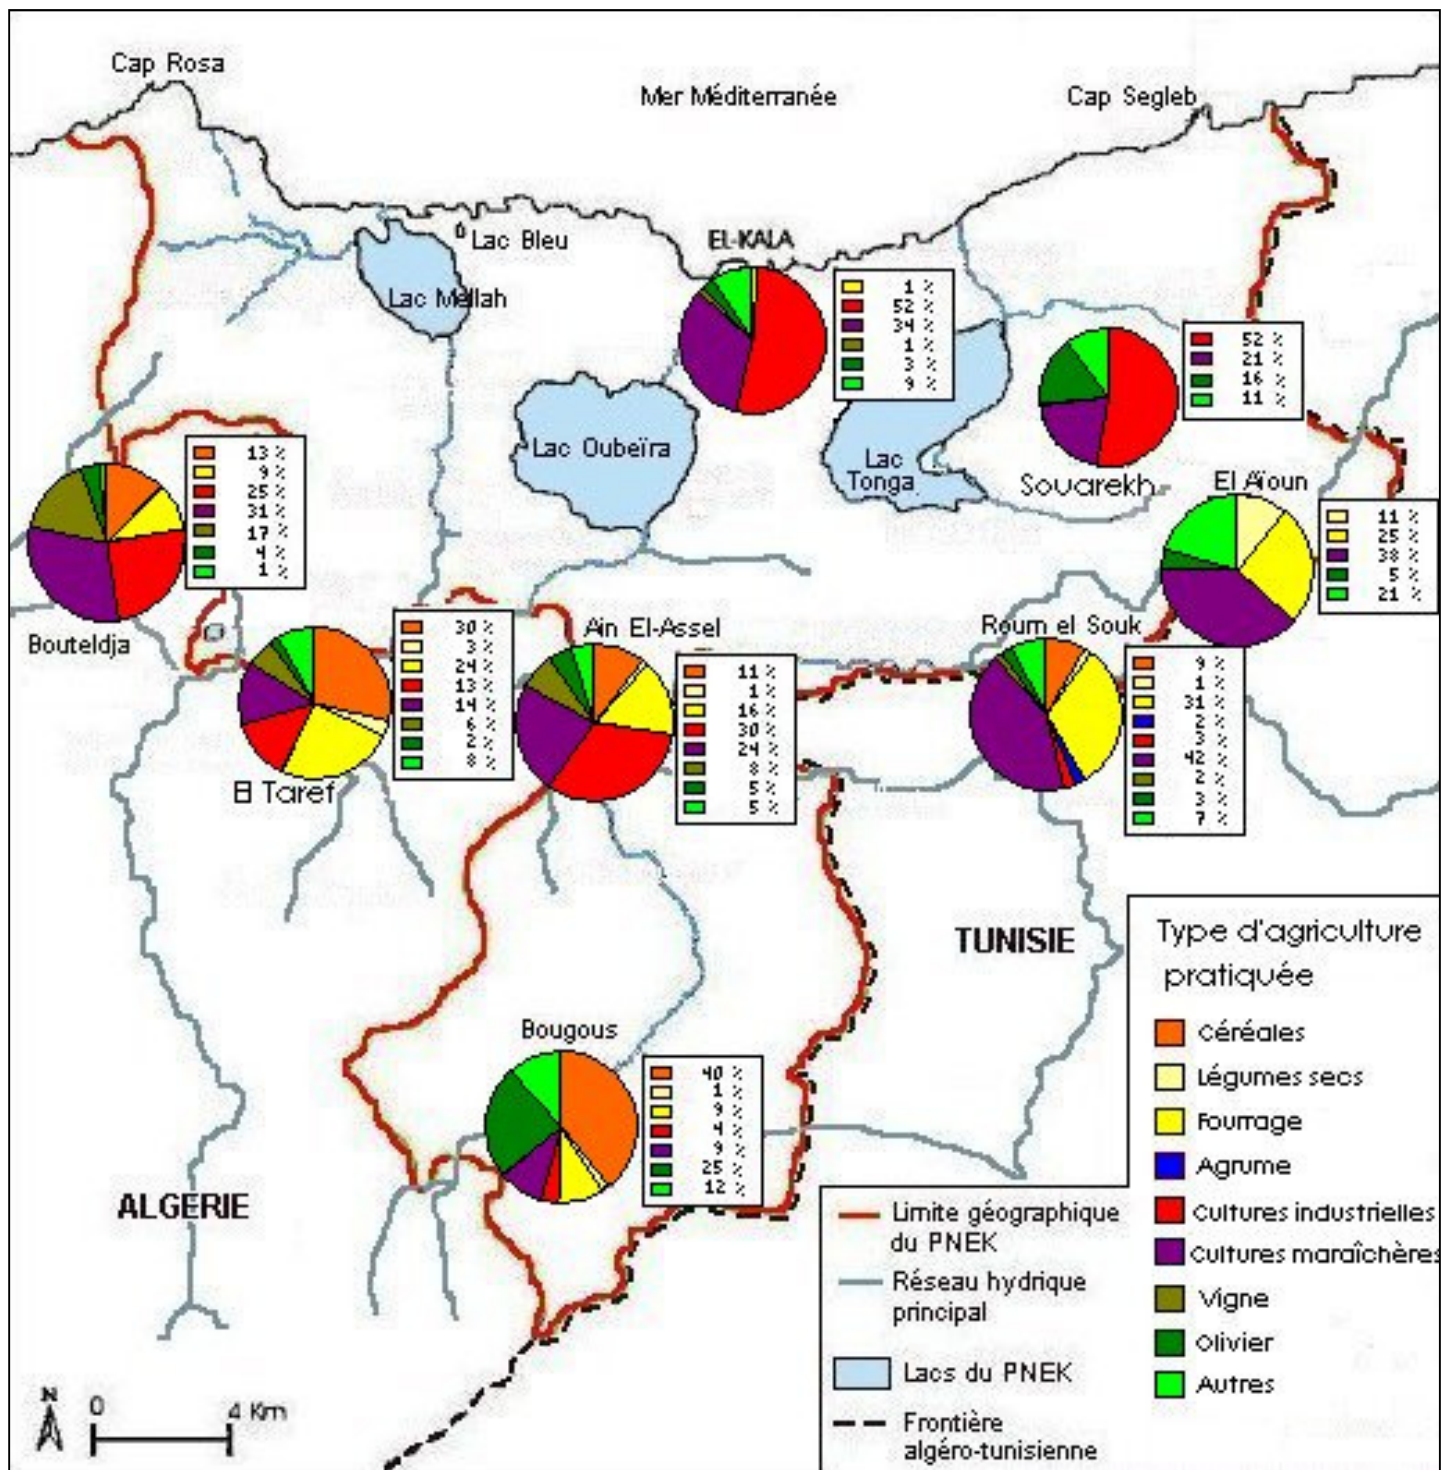 Cap Rosa
Mer Méditerranée
Cap Segleb
Lac Bleu
EL-KALA
Lac Mellah
1 %
52 %
34 %
1 %
3 %
9 %
52 %
21 %
16 %
11 %
Lac Oubeïra
Lac
Tonga
Souarekh
El Aïoun
13 %
9 %
25 %
31 %
17 %
4 %
1 %
11 %
25 %
38 %
5 %
21 %
Bouteldja
30 %
3 %
24 %
13 %
14 %
6 %
2 %
8 %
El Taref
Ain El-Assel
11 %
1 %
16 %
30 %
24 %
8 %
5 %
5 %
Roum el Souk
9 %
1 %
31 %
2 %
3 %
42 %
2 %
3 %
7 %
TUNISIE
Bougous
40 %
1 %
9 %
4 %
9 %
25 %
12 %
ALGERIE
Type d'agriculture
pratiquée
Céréales
Légumes secs
Fourrage
Agrume
Cultures industrielles
Cultures maraîchères
Vigne
Olivier
Autres
Limite géographique
du PNEK
Réseau hydrique
principal
Lacs du PNEK
Frontière
algéro-tunisienne
N
0 4 Km